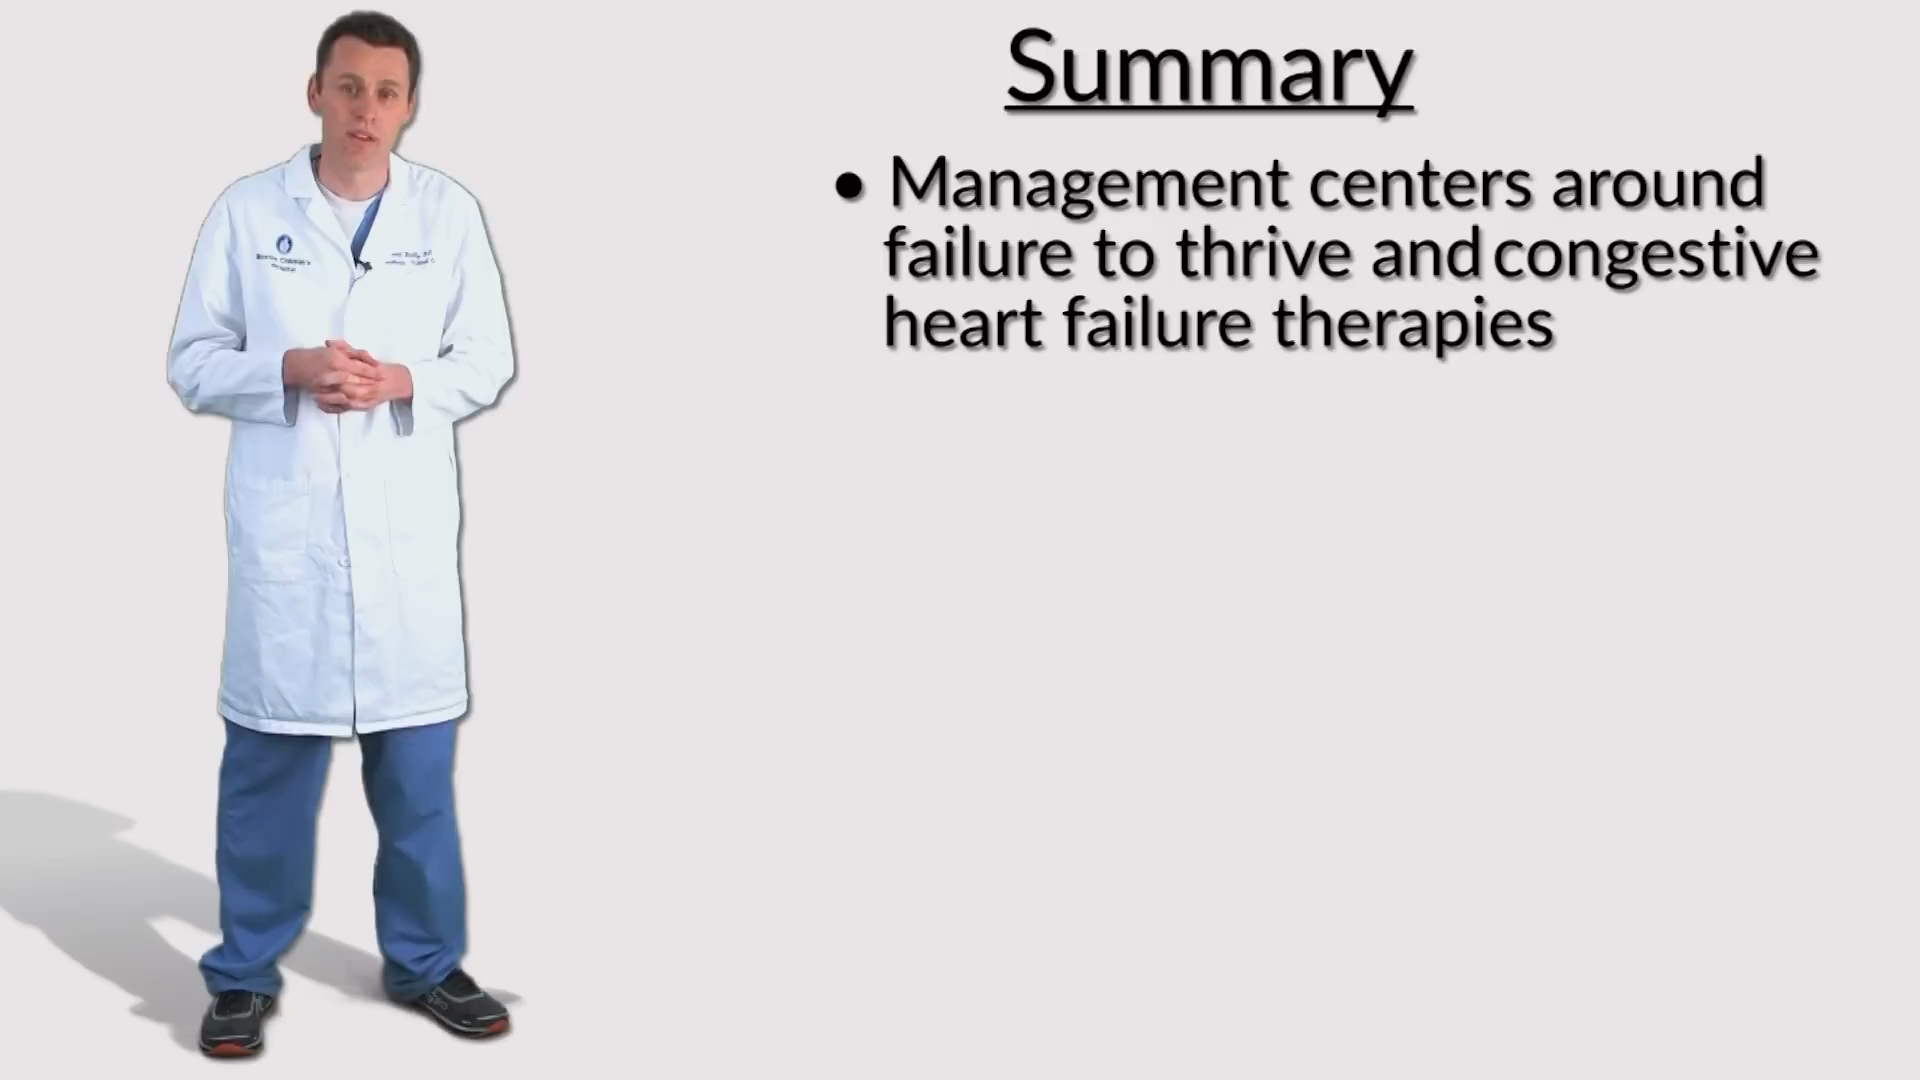 Summary
• Management centers around
failure to thrive and congestive
heart failure therapies